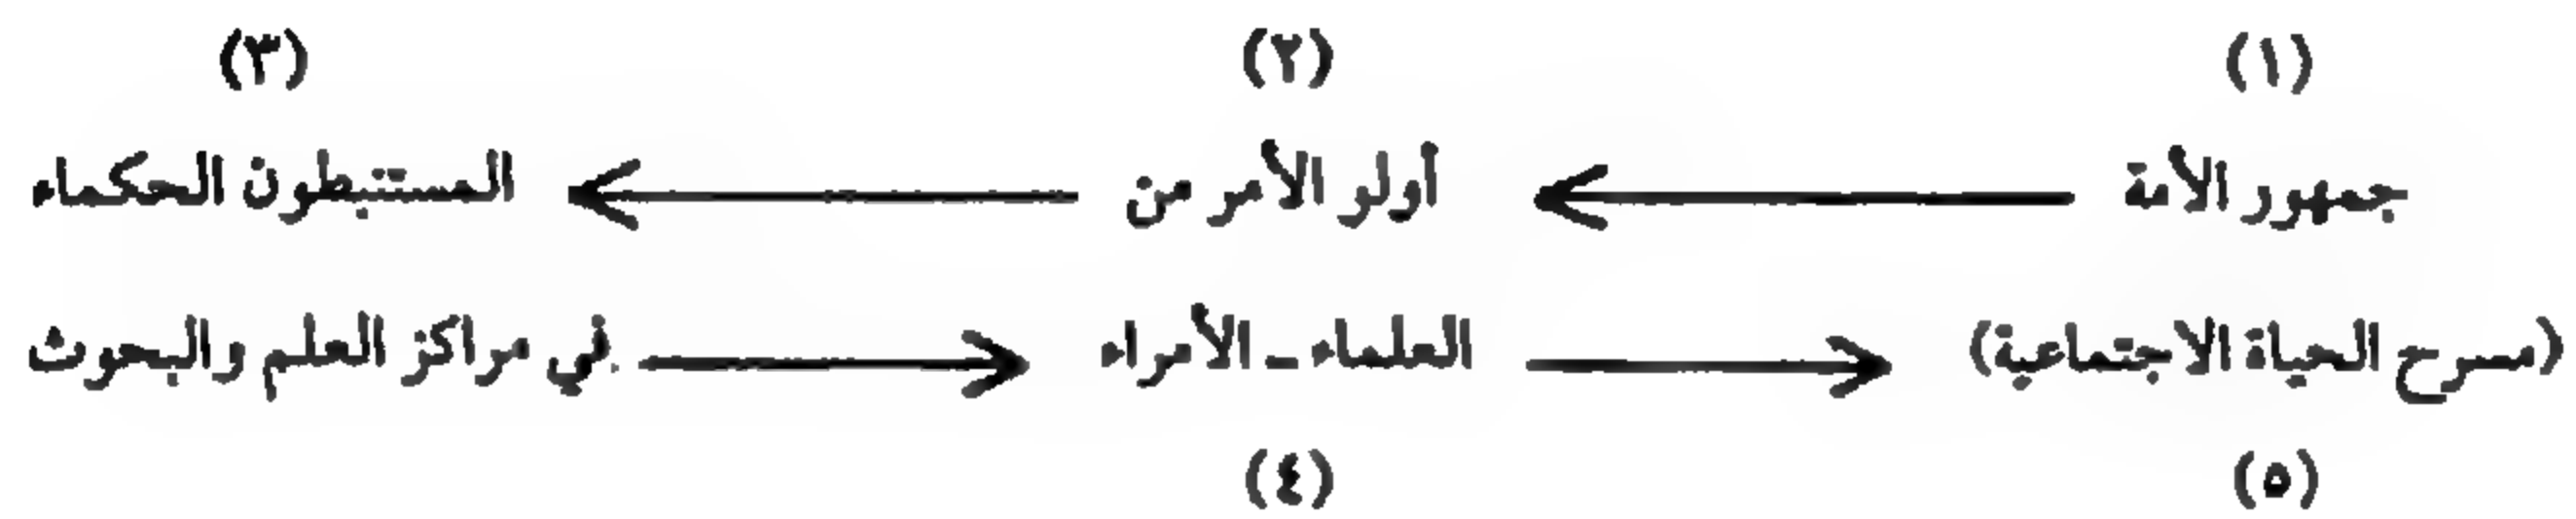 (١) (٢) (٣)
جمهور الأمة أولو الأمر من المستنبطون الحكماء
(مسرح الحياة الاجتماعية) العلماء - الأمراء في مراكز العلم والبحوث
(٤) (٥)